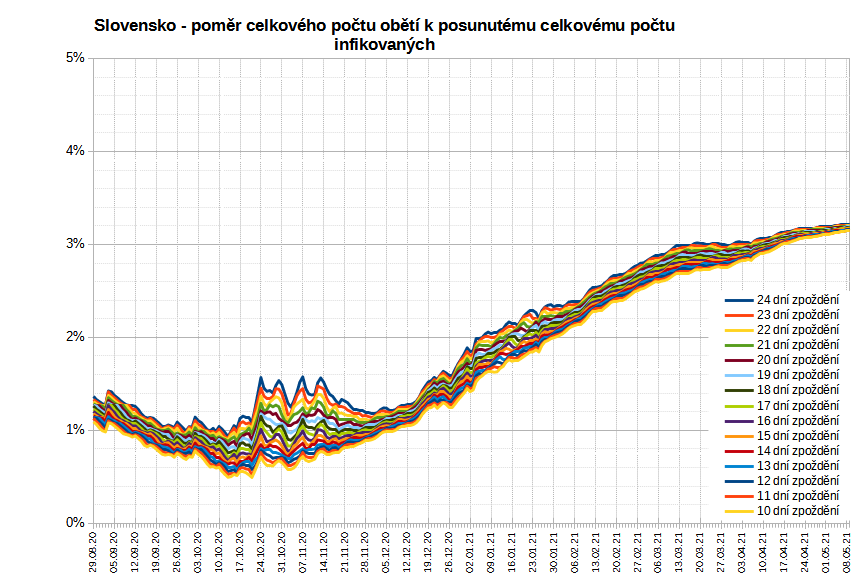 Slovensko - poměr celkového počtu obětí k posunutému celkovému počtu
infikovaných
5%
4%
3%
2%
1%
0%
24 dní zpoždění
23 dní zpoždění
22 dní zpoždění
21 dní zpoždění
20 dní zpoždění
19 dní zpoždění
18 dní zpoždění
17 dní zpoždění
16 dní zpoždění
15 dní zpoždění
14 dní zpoždění
13 dní zpoždění
12 dní zpoždění
11 dní zpoždění
10 dní zpoždění
29.08.20
05.09.20
12.09.20
19.09.20
26.09.20
03.10.20
10.10.20
17.10.20
24.10.20
31.10.20
07.11.20
14.11.20
21.11.20
28.11.20
05.12.20
12.12.20
19.12.20
26.12.20
02.01.21
09.01.21
16.01.21
23.01.21
30.01.21
06.02.21
13.02.21
20.02.21
27.02.21
06.03.21
13.03.21
20.03.21
27.03.21
03.04.21
10.04.21
17.04.21
24.04.21
01.05.21
08.05.21